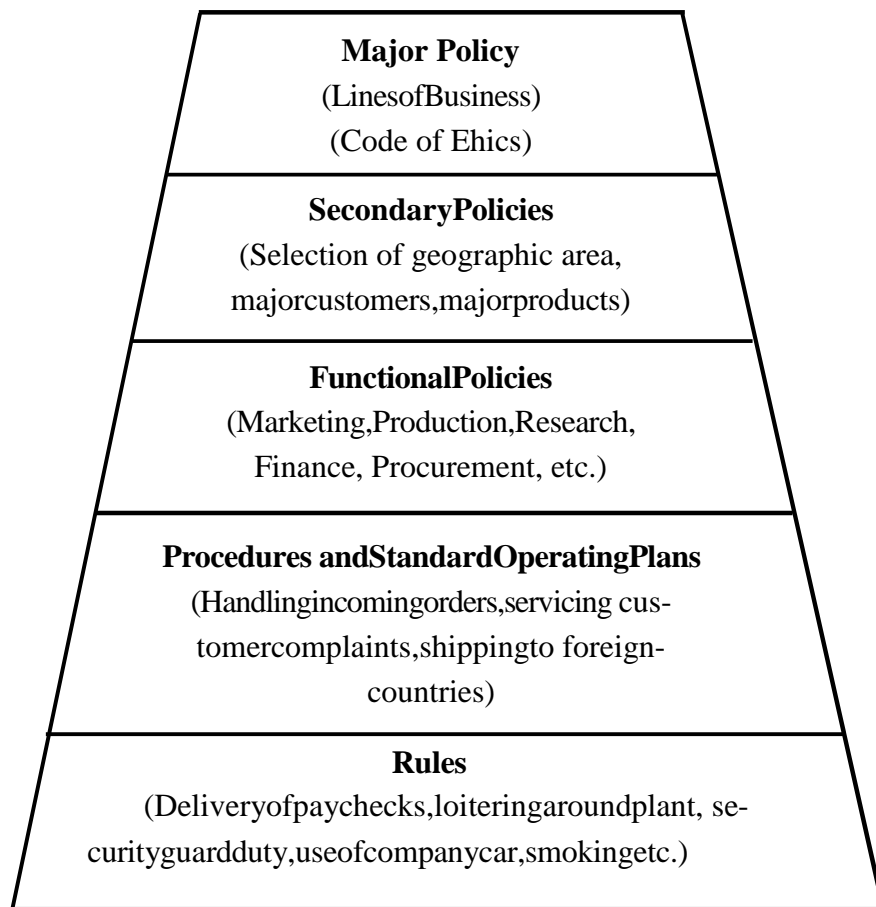 Major Policy
(LinesofBusiness)
(Code of Ehics)
SecondaryPolicies
(Selection of geographic area,
majorcustomers,majorproducts)
FunctionalPolicies
(Marketing,Production,Research,
Finance, Procurement, etc.)
Procedures andStandardOperatingPlans
(Handlingincomingorders,servicing cus-
tomercomplaints,shippingto foreign-
countries)
Rules
(Deliveryofpaychecks,loiteringaroundplant, se-
curityguardduty,useofcompanycar,smokingetc.)